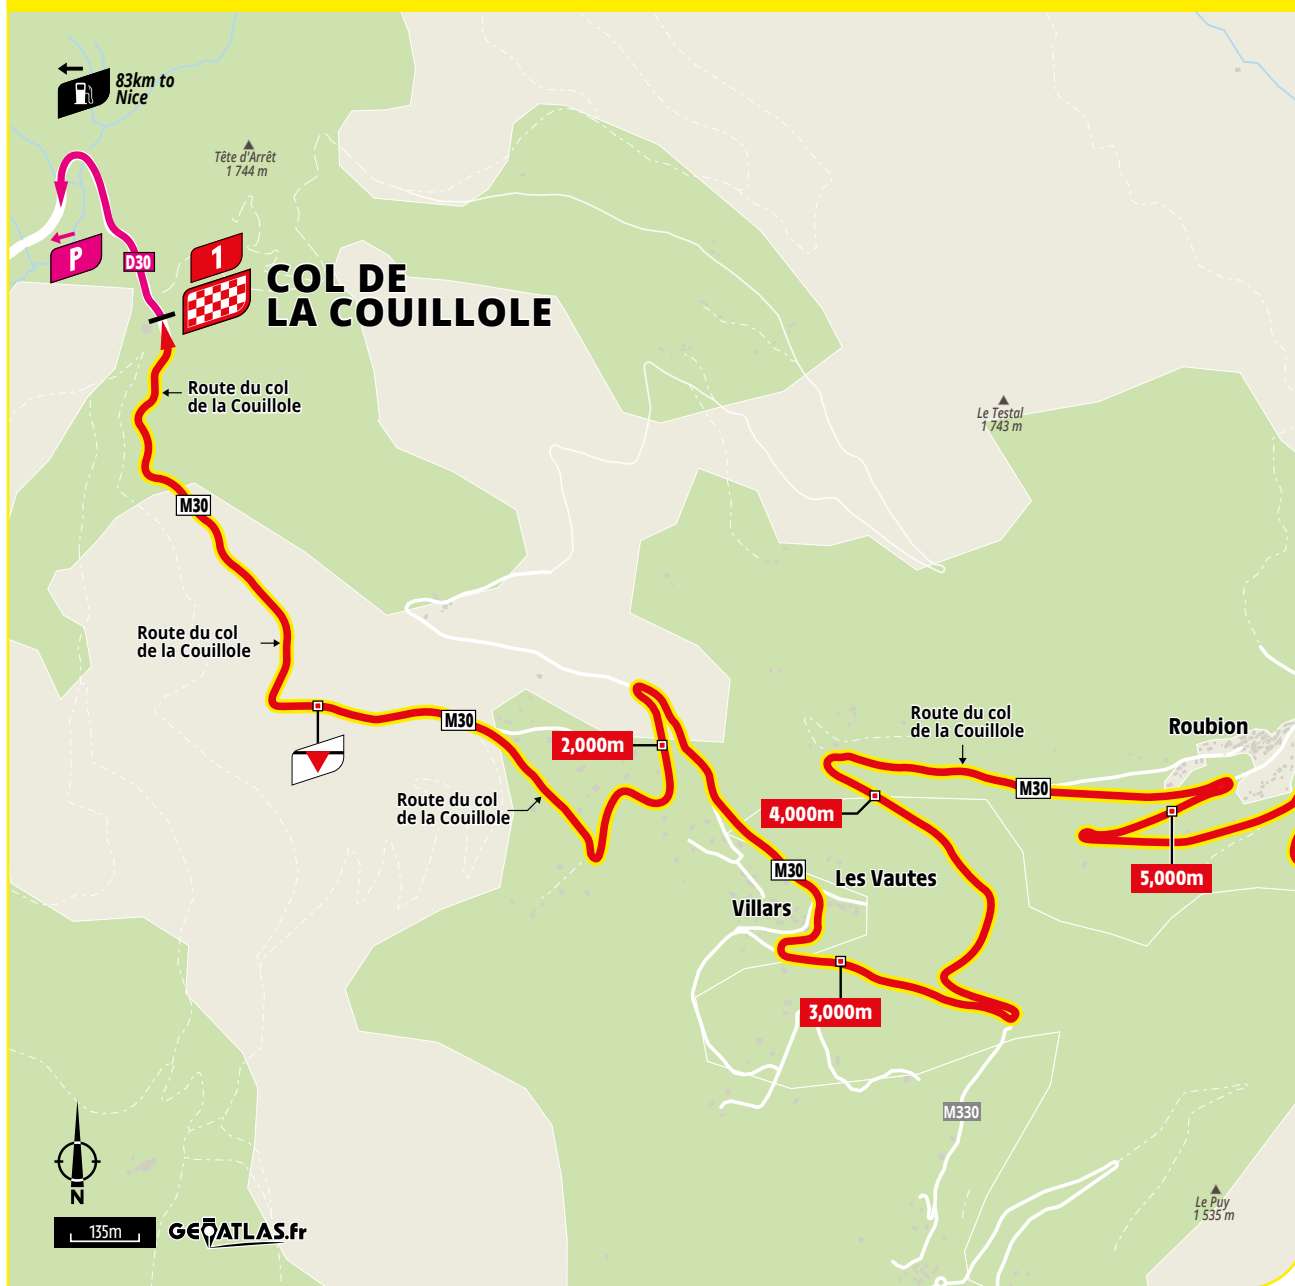 83km to
Nice
Tête d'Arrêt
1 744 m
P
D30
1
COL DE
LA COUILLOLE
Route du col
de la Couillole
Le Testal
1 743 m
M30
Route du col
de la Couillole
M30
2,000m
Route du col
de la Couillole
Roubion
M30
Route du col
de la Couillole
4,000m
M30
Les Vautes
5,000m
Villars
3,000m
M330
N
Le Puy
1 535 m
135m
GEOATLAS.fr